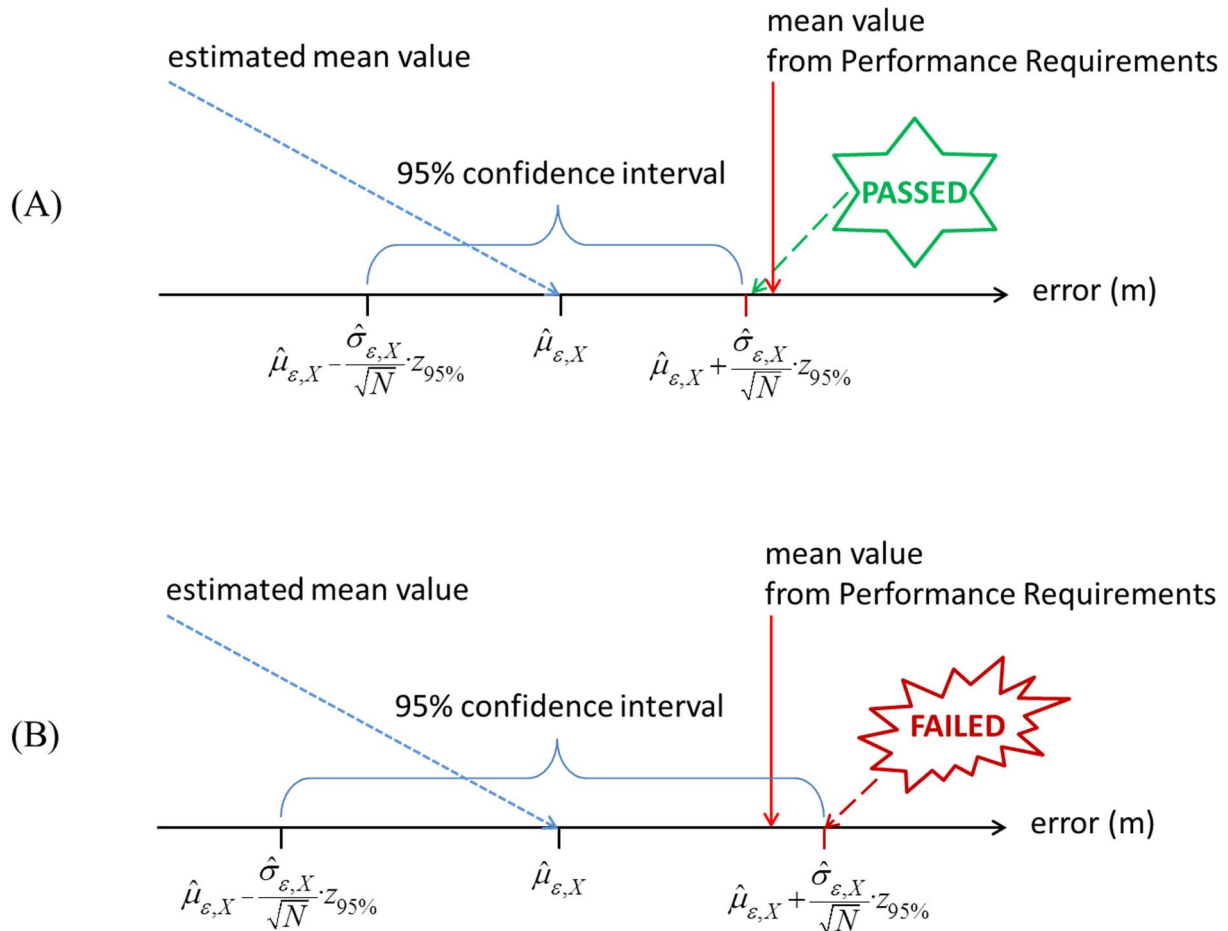 mean value
estimated mean value
from Performance Requirements
95% confidence interval
(A)
PASSED
error (m)
μ̂ε,X − σ̂ε,X/√N · z95%
μ̂ε,X
μ̂ε,X + σ̂ε,X/√N · z95%
mean value
estimated mean value
from Performance Requirements
95% confidence interval
(B)
FAILED
error (m)
μ̂ε,X − σ̂ε,X/√N · z95%
μ̂ε,X
μ̂ε,X + σ̂ε,X/√N · z95%